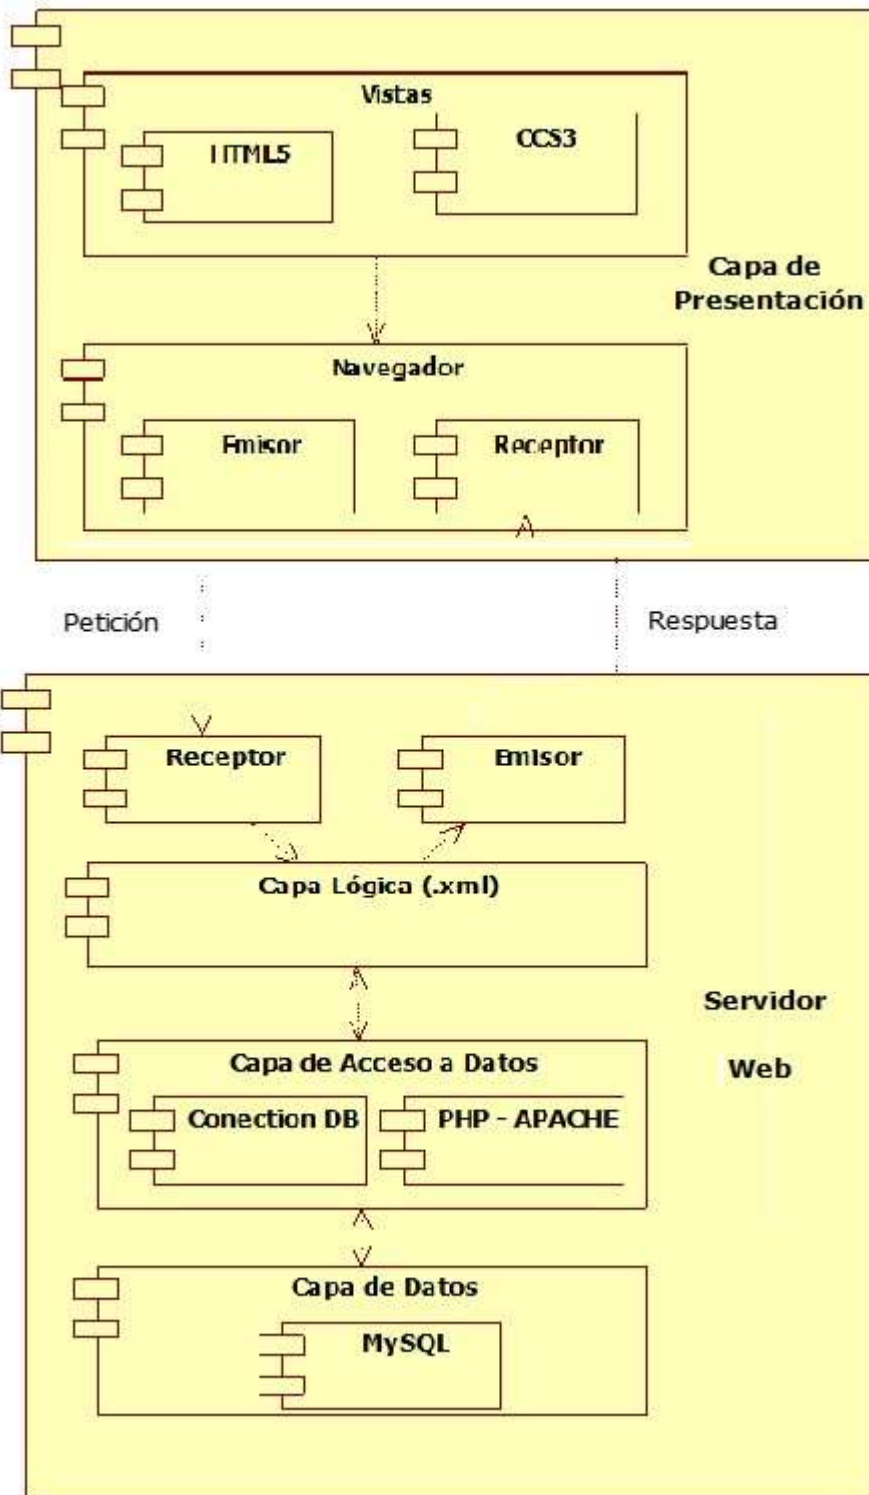 Vistas
HTML5
CCS3
Capa de
Presentación
Navegador
Emisor
Receptor
Petición
Respuesta
Receptor
Emisor
Capa Lógica (.xml)
Servidor
Web
Capa de Acceso a Datos
Conection DB
PHP - APACHE
Capa de Datos
MySQL